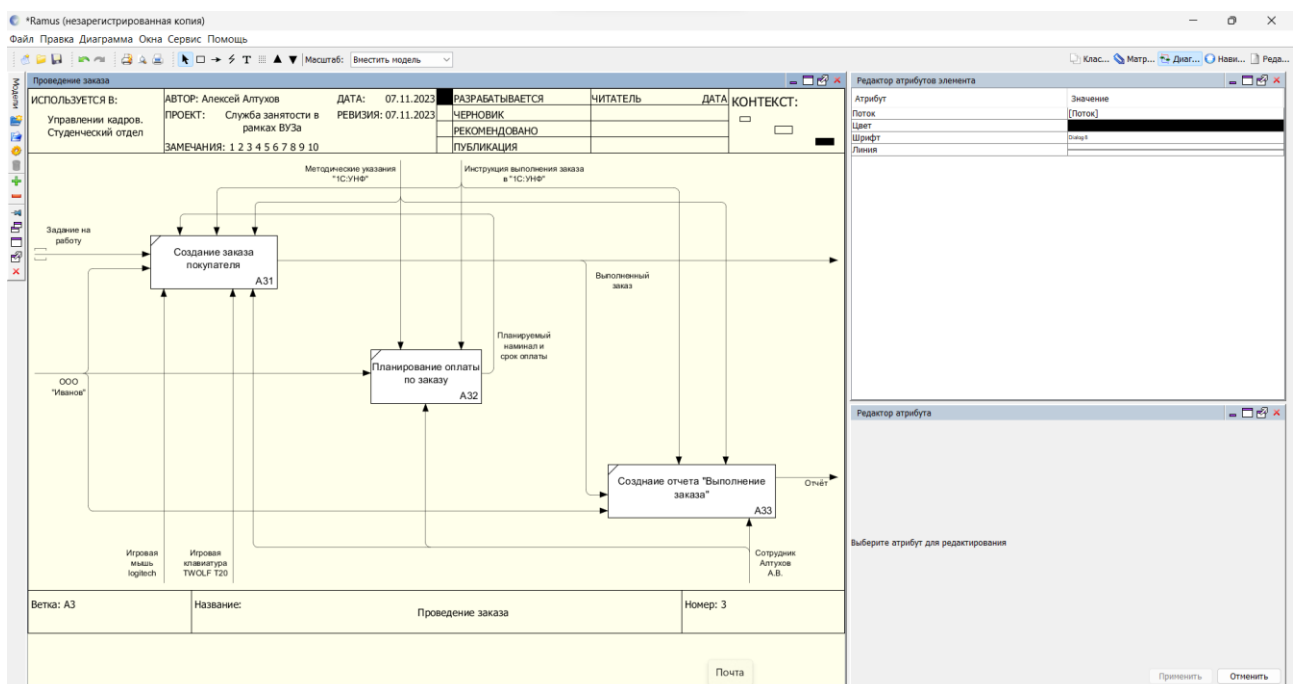 *Ramus (незарегистрированная копия)
Файл Правка Диаграмма Окна Сервис Помощь
Масштаб: Вместить модель
Клас... Матр... Диаг... Нави... Реда...
Модели
Проведение заказа
ИСПОЛЬЗУЕТСЯ В:
Управлении кадров.
Студенческий отдел
АВТОР: Алексей Алтухов
ДАТА: 07.11.2023
ПРОЕКТ: Служба занятости в
рамках ВУЗа
РЕВИЗИЯ: 07.11.2023
ЗАМЕЧАНИЯ: 1 2 3 4 5 6 7 8 9 10
РАЗРАБАТЫВАЕТСЯ
ЧЕРНОВИК
РЕКОМЕНДОВАНО
ПУБЛИКАЦИЯ
ЧИТАТЕЛЬ
ДАТА
КОНТЕКСТ:
Методические указания
"1С:УНФ"
Инструкция выполнения заказа
в "1С:УНФ"
Задание на
работу
Создание заказа
покупателя
A31
Выполненный
заказ
Планируемый
наминал и
срок оплаты
Планирование оплаты
по заказу
A32
ООО
"Иванов"
Созднаие отчета "Выполнение
заказа"
A33
Отчёт
Игровая
мышь
logitech
Игровая
клавиатура
TWOLF T20
Сотрудник
Алтухов
А.В.
Ветка: A3
Название:
Проведение заказа
Номер: 3
Почта
Редактор атрибутов элемента
Атрибут Значение
Поток [Поток]
Цвет
Шрифт Dialog 8
Линия
Редактор атрибута
Выберите атрибут для редактирования
Применить Отменить